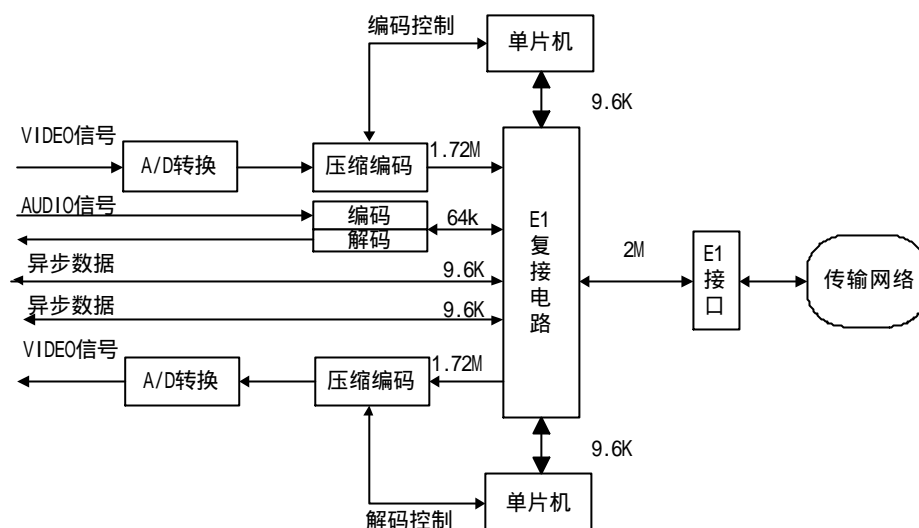 编码控制
单片机
9.6K
VIDEO信号
A/D转换
压缩编码
1.72M
AUDIO信号
编码
解码
64k
E1复接电路
2M
E1接口
传输网络
异步数据
9.6K
异步数据
9.6K
VIDEO信号
A/D转换
压缩编码
1.72M
9.6K
单片机
解码控制